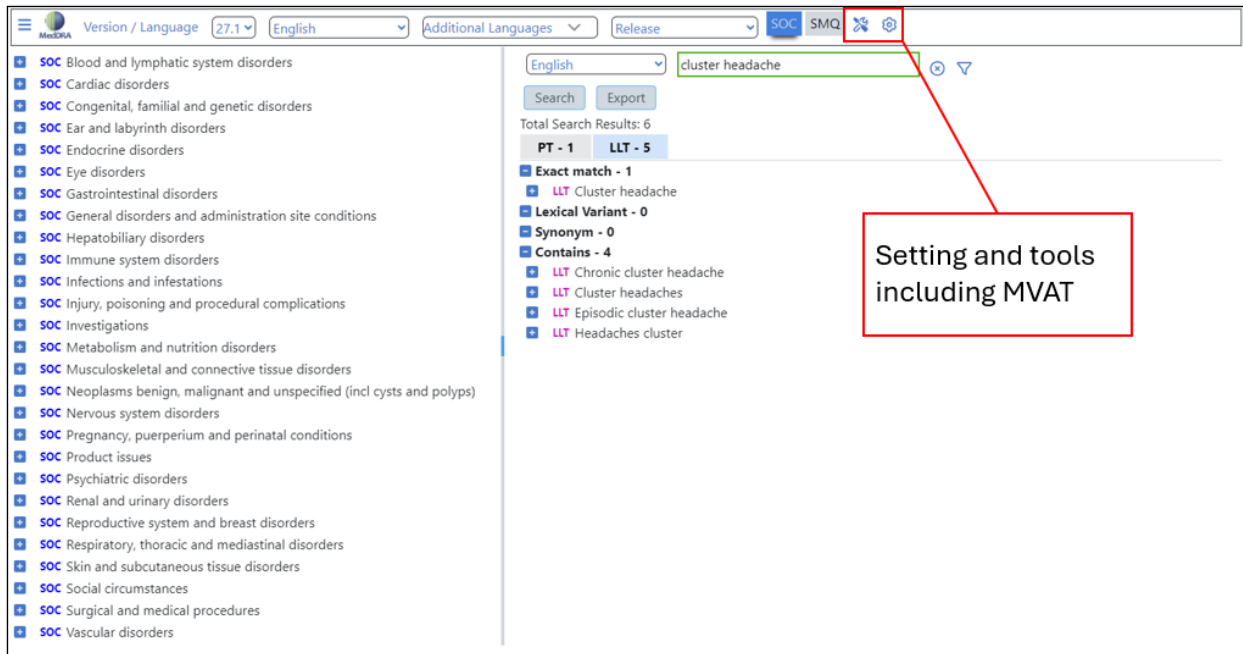 MedDRA Version / Language 27.1 English Additional Languages Release SOC SMQ
SOC Blood and lymphatic system disorders
SOC Cardiac disorders
SOC Congenital, familial and genetic disorders
SOC Ear and labyrinth disorders
SOC Endocrine disorders
SOC Eye disorders
SOC Gastrointestinal disorders
SOC General disorders and administration site conditions
SOC Hepatobiliary disorders
SOC Immune system disorders
SOC Infections and infestations
SOC Injury, poisoning and procedural complications
SOC Investigations
SOC Metabolism and nutrition disorders
SOC Musculoskeletal and connective tissue disorders
SOC Neoplasms benign, malignant and unspecified (incl cysts and polyps)
SOC Nervous system disorders
SOC Pregnancy, puerperium and perinatal conditions
SOC Product issues
SOC Psychiatric disorders
SOC Renal and urinary disorders
SOC Reproductive system and breast disorders
SOC Respiratory, thoracic and mediastinal disorders
SOC Skin and subcutaneous tissue disorders
SOC Social circumstances
SOC Surgical and medical procedures
SOC Vascular disorders
English cluster headache
Search Export
Total Search Results: 6
PT - 1 LLT - 5
Exact match - 1
LLT Cluster headache
Lexical Variant - 0
Synonym - 0
Contains - 4
LLT Chronic cluster headache
LLT Cluster headaches
LLT Episodic cluster headache
LLT Headaches cluster
Setting and tools
including MVAT